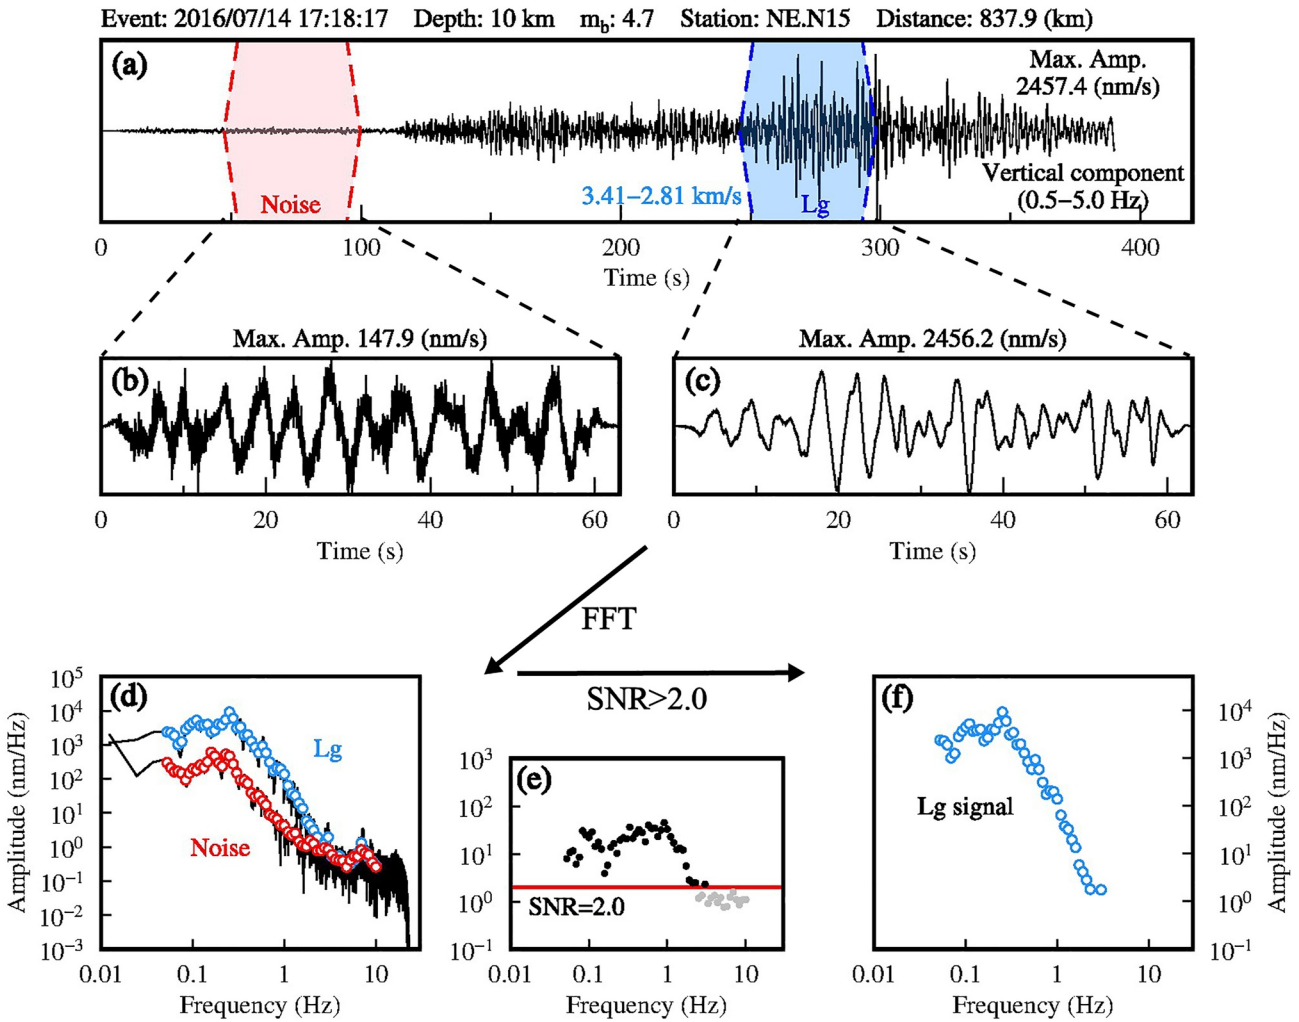 Event: 2016/07/14 17:18:17 Depth: 10 km m_b: 4.7 Station: NE.N15 Distance: 837.9 (km)
(a)
Max. Amp.
2457.4 (nm/s)
Vertical component
(0.5−5.0 Hz)
3.41−2.81 km/s
Noise
Lg
0 100 200 300 400
Time (s)
Max. Amp. 147.9 (nm/s)
(b)
0 20 40 60
Time (s)
Max. Amp. 2456.2 (nm/s)
(c)
0 20 40 60
Time (s)
FFT
SNR>2.0
(d)
10^5
10^4
10^3
10^2
10^1
10^0
10^−1
10^−2
10^−3
Amplitude (nm/Hz)
Lg
Noise
0.01 0.1 1 10
Frequency (Hz)
(e)
10^3
10^2
10^1
10^0
10^−1
SNR=2.0
0.01 0.1 1 10
Frequency (Hz)
(f)
Lg signal
10^4
10^3
10^2
10^1
10^0
10^−1
Amplitude (nm/Hz)
0.01 0.1 1 10
Frequency (Hz)